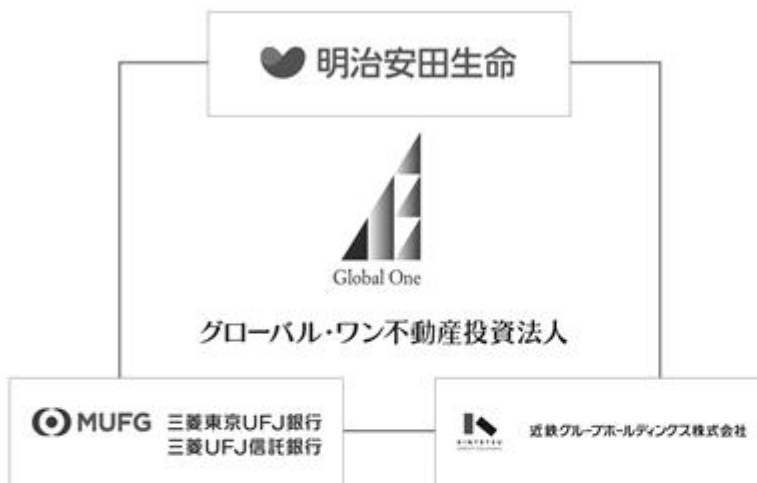 明治安田生命
Global One
グローバル・ワン不動産投資法人
MUFG 三菱東京UFJ銀行
三菱UFJ信託銀行
KINTETSU
近鉄グループホールディングス株式会社